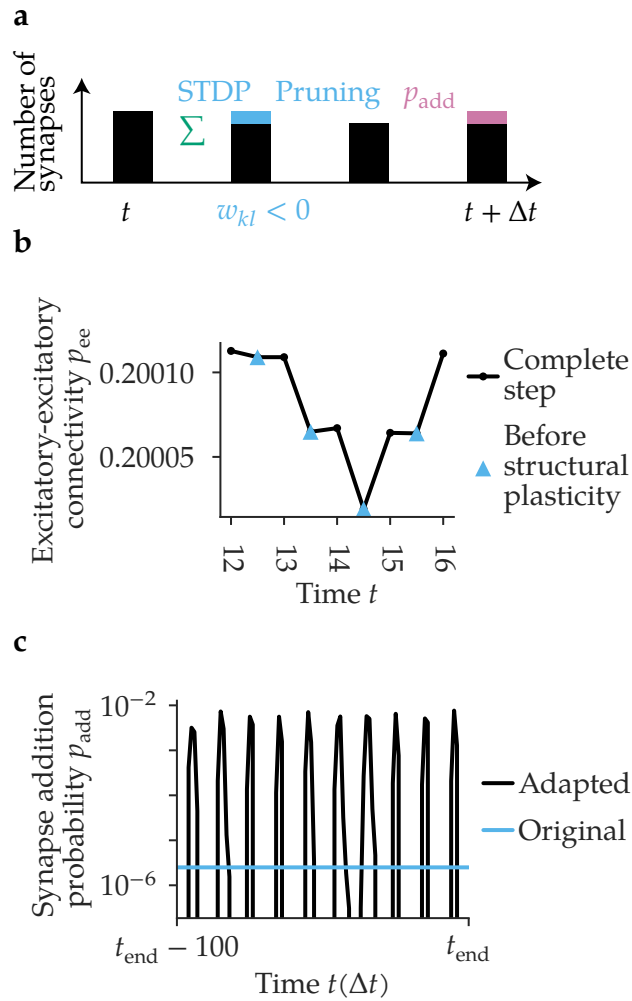 a
Number of
synapses
STDP Pruning p_add
∑
t
w_kl < 0
t + Δt
b
Excitatory-excitatory
connectivity p_ee
0.20010
0.20005
12 13 14 15 16
Time t
Complete
step
Before
structural
plasticity
c
Synapse addition
probability p_add
10^−2
10^−6
t_end − 100
t_end
Time t(Δt)
Adapted
Original